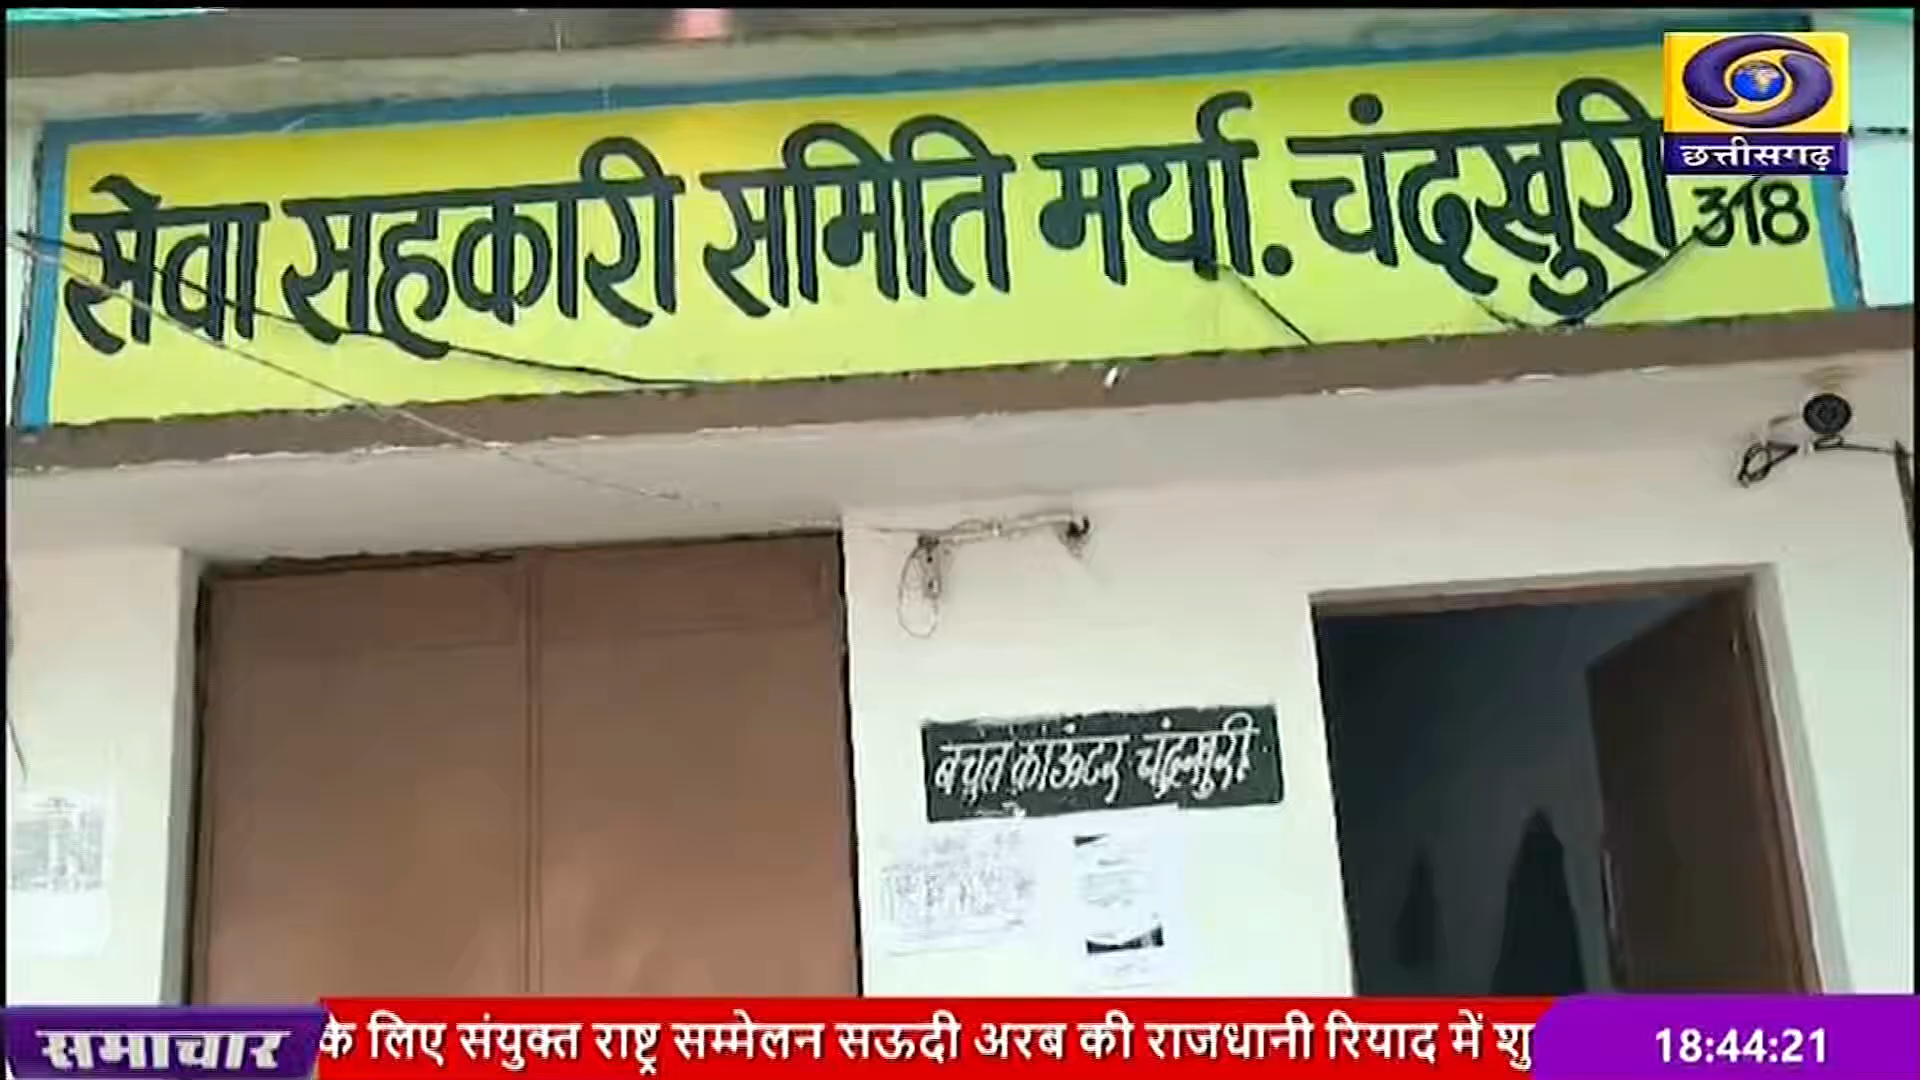 छत्तीसगढ़
सेवा सहकारी समिति मर्या. चंदखुरी 318
बचत काऊंटर चंदखुरी
समाचार
के लिए संयुक्त राष्ट्र सम्मेलन सऊदी अरब की राजधानी रियाद में शु
18:44:21